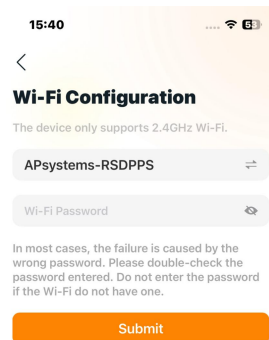 15:40
53
Wi-Fi Configuration
The device only supports 2.4GHz Wi-Fi.
APsystems-RSDPPS
Wi-Fi Password
In most cases, the failure is caused by the
wrong password. Please double-check the
password entered. Do not enter the password
if the Wi-Fi do not have one.
Submit